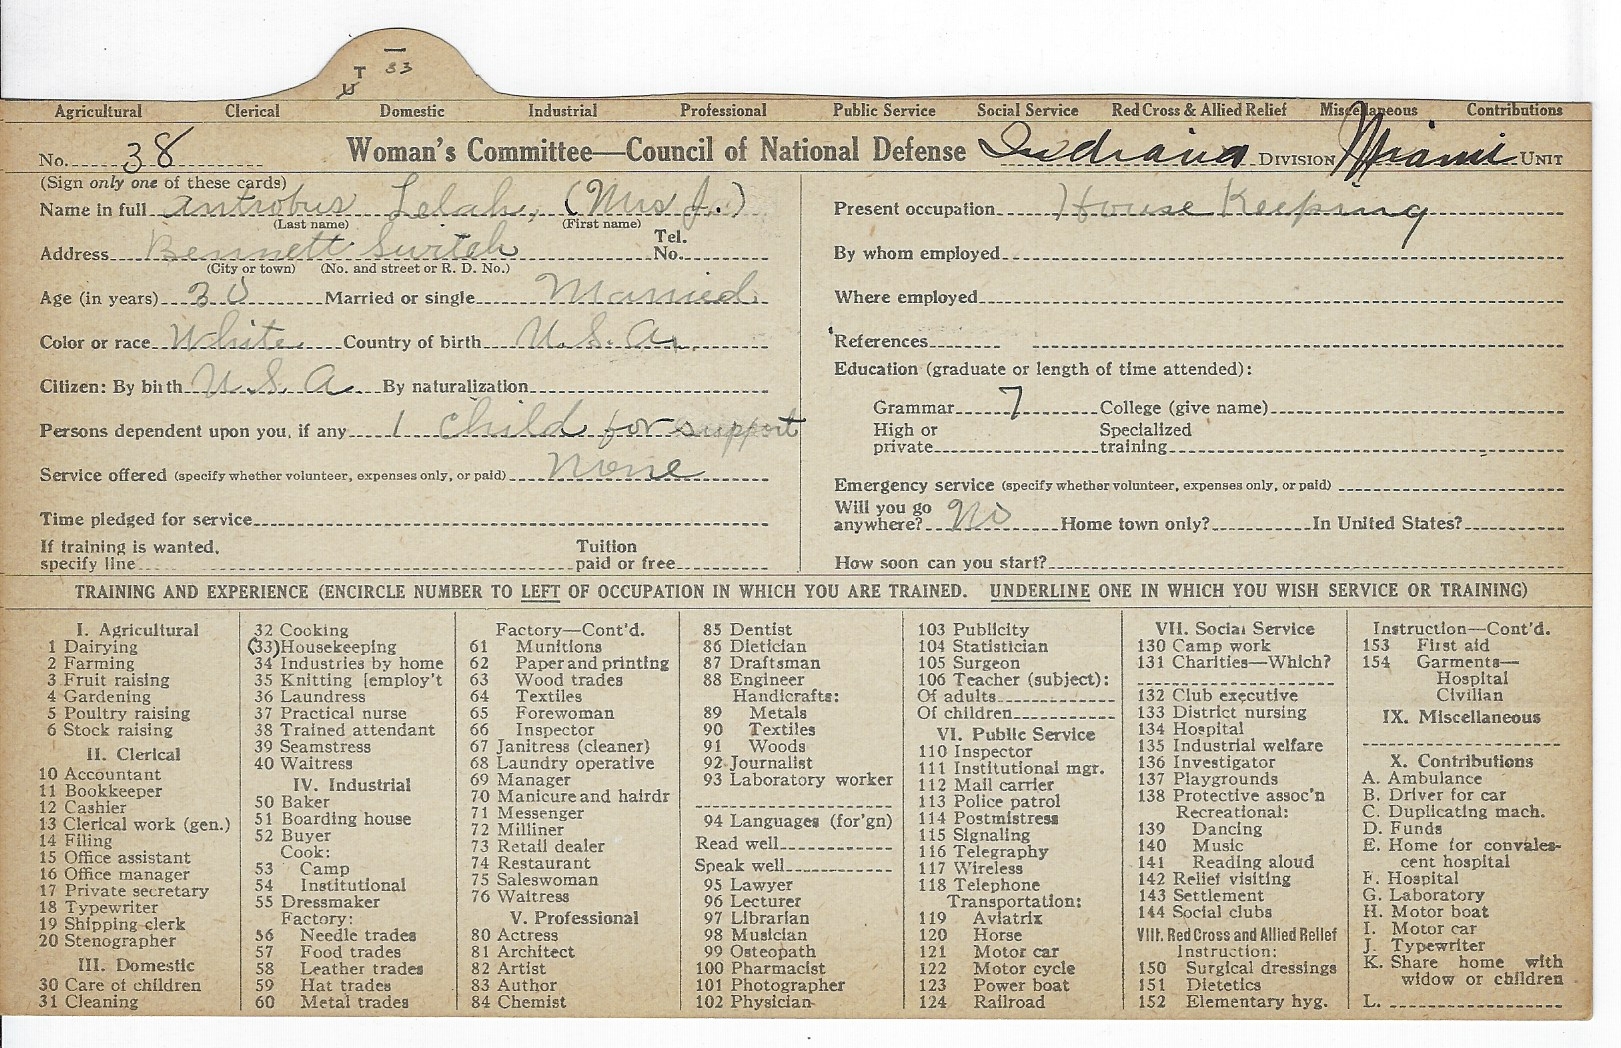 T 33
U
Agricultural Clerical Domestic Industrial Professional Public Service Social Service Red Cross & Allied Relief Miscellaneous Contributions
No. 38 Woman's Committee—Council of National Defense Indiana DIVISION Miami UNIT
(Sign only one of these cards)
Name in full Antrobus Lelah, (Mrs J.)
(Last name) (First name)
Address Bennett Switch Tel. No.
(City or town) (No. and street or R. D. No.)
Age (in years) 30 Married or single Married
Color or race White Country of birth U.S.A.
Citizen: By birth U.S.A. By naturalization
Persons dependent upon you, if any 1 child for support
Service offered (specify whether volunteer, expenses only, or paid) None
Time pledged for service
If training is wanted, specify line Tuition paid or free
Present occupation House Keeping
By whom employed
Where employed
References
Education (graduate or length of time attended):
Grammar 7 College (give name)
High or private Specialized training
Emergency service (specify whether volunteer, expenses only, or paid)
Will you go anywhere? No Home town only? In United States?
How soon can you start?
TRAINING AND EXPERIENCE (ENCIRCLE NUMBER TO LEFT OF OCCUPATION IN WHICH YOU ARE TRAINED. UNDERLINE ONE IN WHICH YOU WISH SERVICE OR TRAINING)
I. Agricultural
1 Dairying
2 Farming
3 Fruit raising
4 Gardening
5 Poultry raising
6 Stock raising
II. Clerical
10 Accountant
11 Bookkeeper
12 Cashier
13 Clerical work (gen.)
14 Filing
15 Office assistant
16 Office manager
17 Private secretary
18 Typewriter
19 Shipping clerk
20 Stenographer
III. Domestic
30 Care of children
31 Cleaning
32 Cooking
(33) Housekeeping
34 Industries by home
35 Knitting [employ't
36 Laundress
37 Practical nurse
38 Trained attendant
39 Seamstress
40 Waitress
IV. Industrial
50 Baker
51 Boarding house
52 Buyer
Cook:
53 Camp
54 Institutional
55 Dressmaker
Factory:
56 Needle trades
57 Food trades
58 Leather trades
59 Hat trades
60 Metal trades
Factory—Cont'd.
61 Munitions
62 Paper and printing
63 Wood trades
64 Textiles
65 Forewoman
66 Inspector
67 Janitress (cleaner)
68 Laundry operative
69 Manager
70 Manicure and hairdr
71 Messenger
72 Milliner
73 Retail dealer
74 Restaurant
75 Saleswoman
76 Waitress
V. Professional
80 Actress
81 Architect
82 Artist
83 Author
84 Chemist
85 Dentist
86 Dietician
87 Draftsman
88 Engineer
Handicrafts:
89 Metals
90 Textiles
91 Woods
92 Journalist
93 Laboratory worker
94 Languages (for'gn)
Read well
Speak well
95 Lawyer
96 Lecturer
97 Librarian
98 Musician
99 Osteopath
100 Pharmacist
101 Photographer
102 Physician
103 Publicity
104 Statistician
105 Surgeon
106 Teacher (subject):
Of adults
Of children
VI. Public Service
110 Inspector
111 Institutional mgr.
112 Mail carrier
113 Police patrol
114 Postmistress
115 Signaling
116 Telegraphy
117 Wireless
118 Telephone
Transportation:
119 Aviatrix
120 Horse
121 Motor car
122 Motor cycle
123 Power boat
124 Railroad
VII. Social Service
130 Camp work
131 Charities—Which?
132 Club executive
133 District nursing
134 Hospital
135 Industrial welfare
136 Investigator
137 Playgrounds
138 Protective assoc'n
Recreational:
139 Dancing
140 Music
141 Reading aloud
142 Relief visiting
143 Settlement
144 Social clubs
VIII. Red Cross and Allied Relief
Instruction:
150 Surgical dressings
151 Dietetics
152 Elementary hyg.
Instruction—Cont'd.
153 First aid
154 Garments—
Hospital
Civilian
IX. Miscellaneous
X. Contributions
A. Ambulance
B. Driver for car
C. Duplicating mach.
D. Funds
E. Home for convales-
cent hospital
F. Hospital
G. Laboratory
H. Motor boat
I. Motor car
J. Typewriter
K. Share home with
widow or children
L.